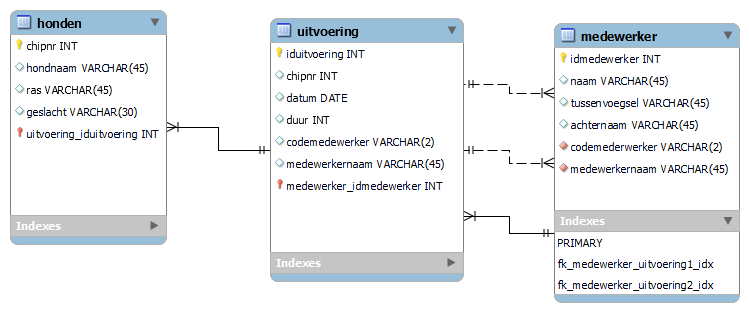 honden
chipnr INT
hondnaam VARCHAR(45)
ras VARCHAR(45)
geslacht VARCHAR(30)
uitvoering_iduitvoering INT
Indexes
uitvoering
iduitvoering INT
chipnr INT
datum DATE
duur INT
codemedewerker VARCHAR(2)
medewerkernaam VARCHAR(45)
medewerker_idmedewerker INT
Indexes
medewerker
idmedewerker INT
naam VARCHAR(45)
tussenvoegsel VARCHAR(45)
achternaam VARCHAR(45)
codemederwerker VARCHAR(2)
medewerkernaam VARCHAR(45)
Indexes
PRIMARY
fk_medewerker_uitvoering1_idx
fk_medewerker_uitvoering2_idx